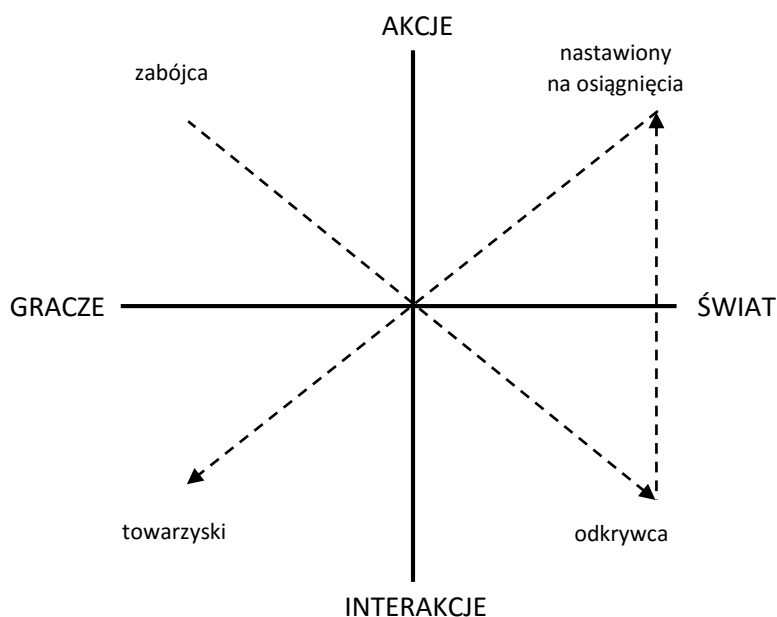 AKCJE
zabójca
nastawiony
na osiągnięcia
GRACZE
ŚWIAT
towarzyski
odkrywca
INTERAKCJE